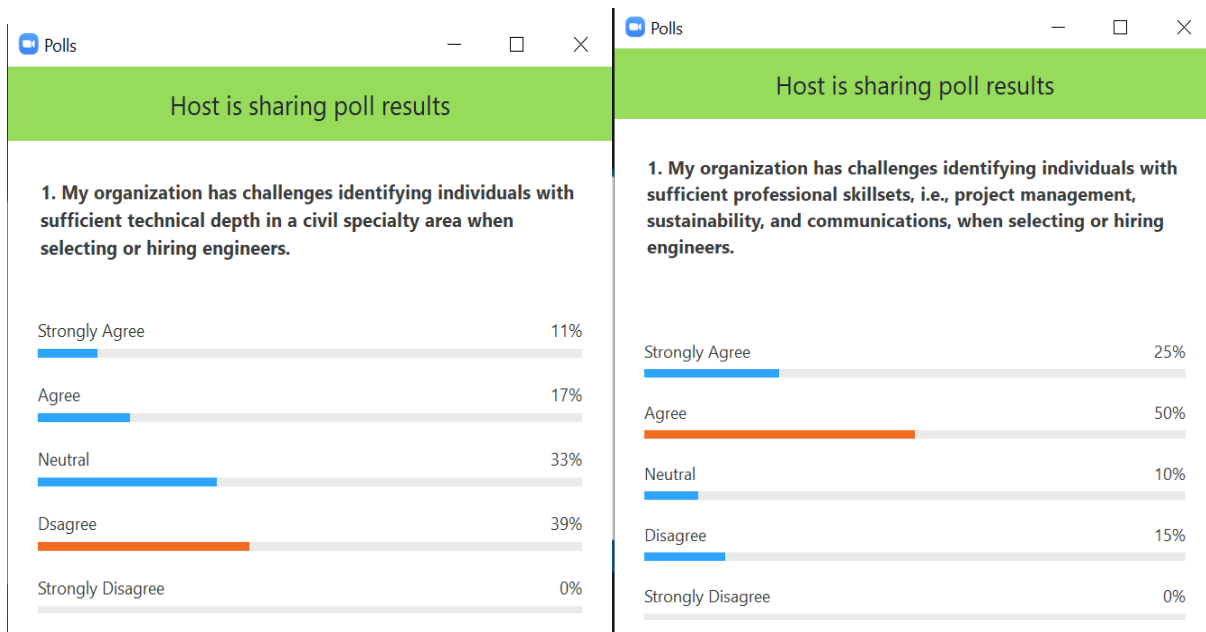 Polls
Host is sharing poll results
1. My organization has challenges identifying individuals with
sufficient technical depth in a civil specialty area when
selecting or hiring engineers.
Strongly Agree 11%
Agree 17%
Neutral 33%
Dsagree 39%
Strongly Disagree 0%
Polls
Host is sharing poll results
1. My organization has challenges identifying individuals with
sufficient professional skillsets, i.e., project management,
sustainability, and communications, when selecting or hiring
engineers.
Strongly Agree 25%
Agree 50%
Neutral 10%
Disagree 15%
Strongly Disagree 0%